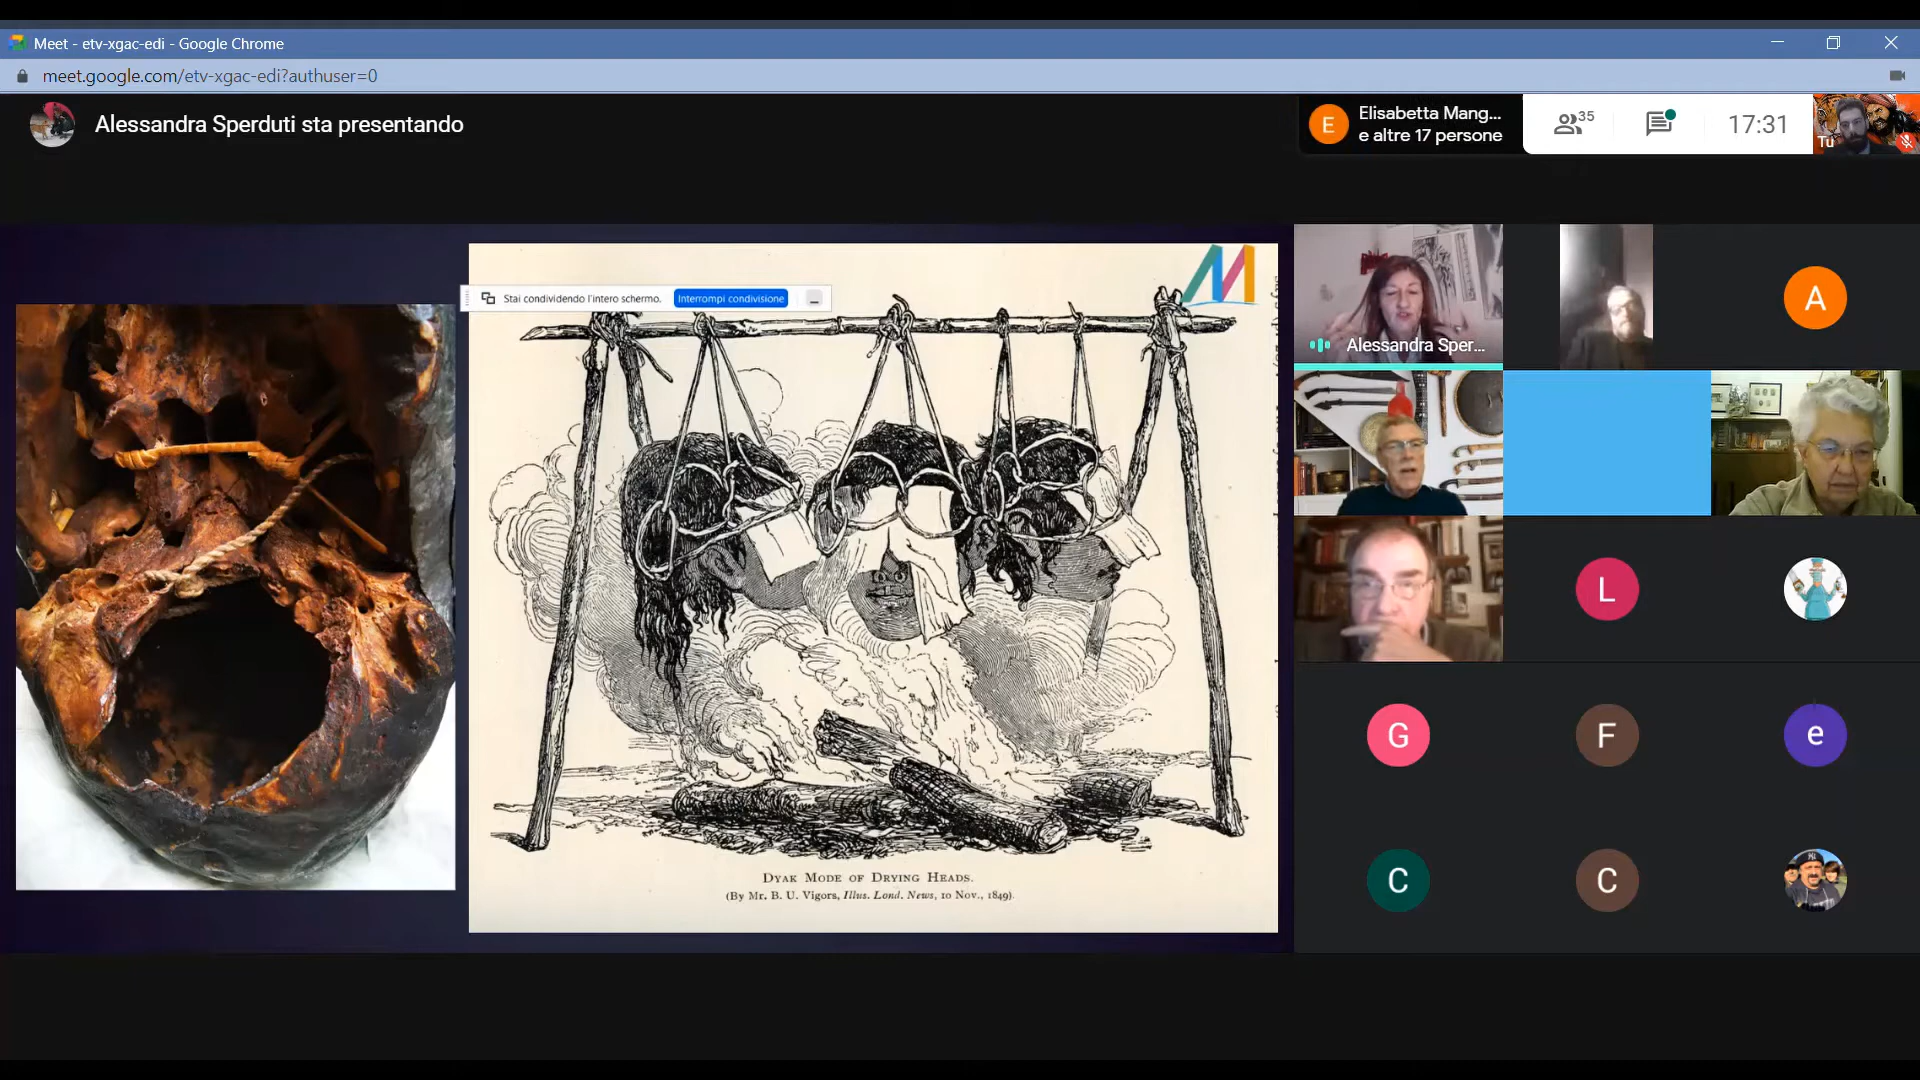 Meet - etv-xgac-edi - Google Chrome
meet.google.com/etv-xgac-edi?authuser=0
Alessandra Sperduti sta presentando
E
Elisabetta Mang...
e altre 17 persone
35
17:31
Tu
Stai condividendo l'intero schermo.
Interrompi condivisione
Alessandra Sper...
A
L
G
F
e
C
C
DYAK MODE OF DRYING HEADS.
(By Mr. B. U. Vigors, Illus. Lond. News, 10 Nov., 1849).